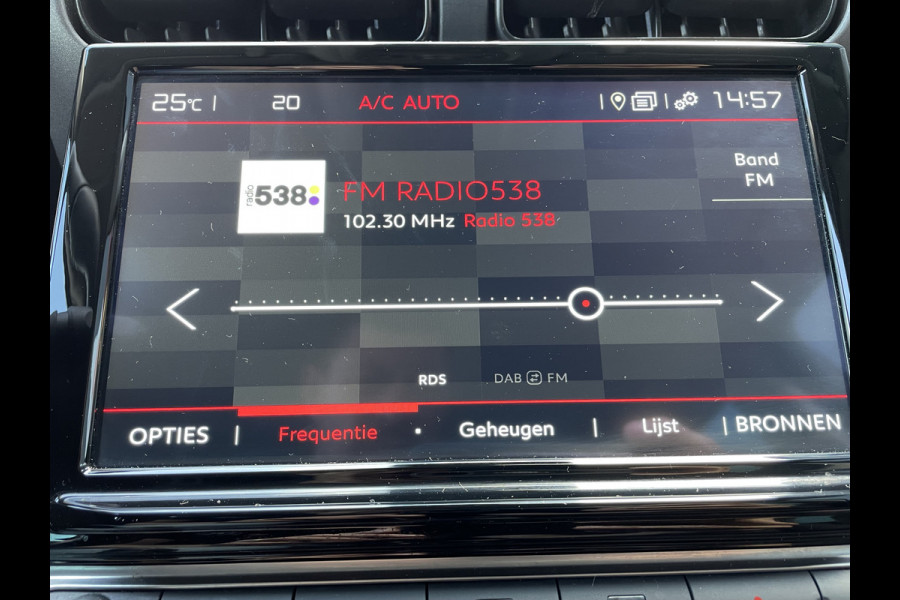 25°C | 20 A/C AUTO | | 14:57
Band
FM
radio 538
FM RADIO538
102.30 MHz Radio 538
RDS DAB FM
OPTIES | Frequentie Geheugen | Lijst | BRONNEN